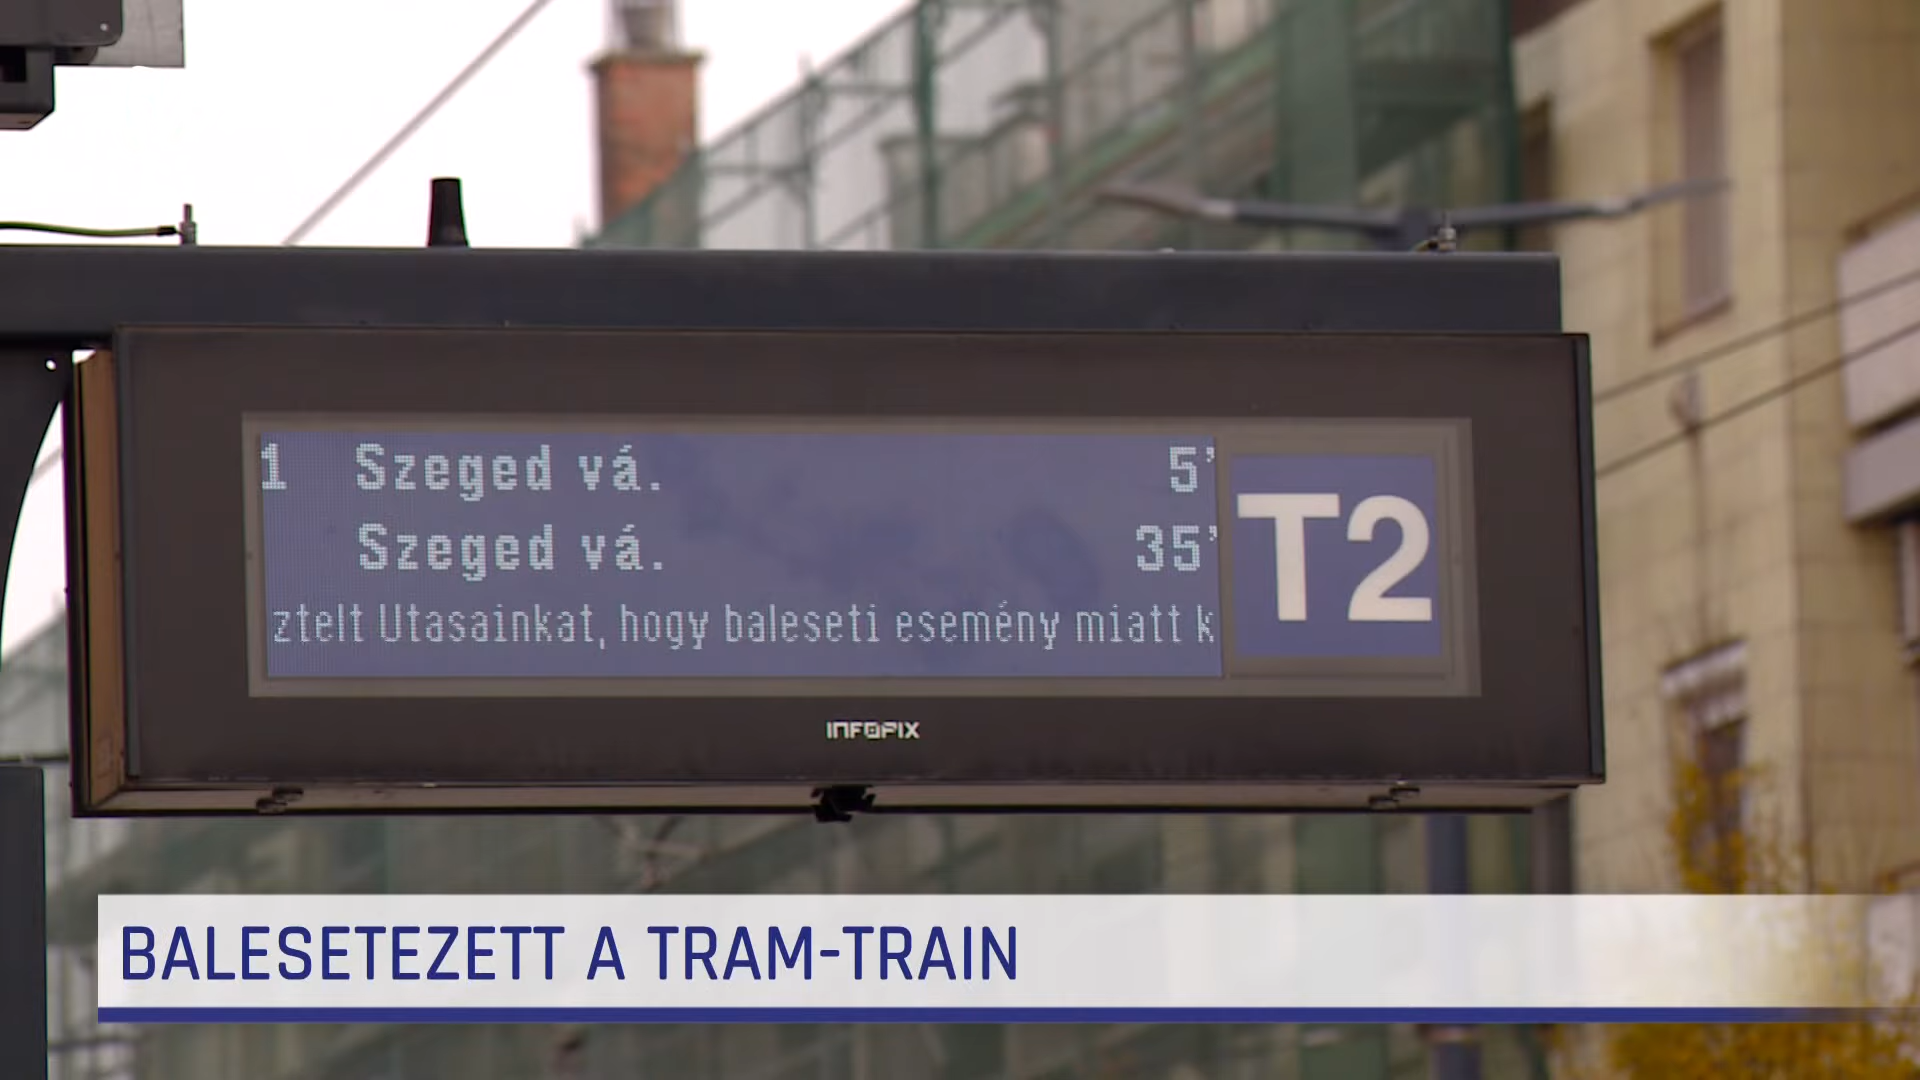 1 Szeged vá. 5'
Szeged vá. 35'
ztelt Utasainkat, hogy baleseti esemény miatt k
T2
INFOPIX
BALESETEZETT A TRAM-TRAIN